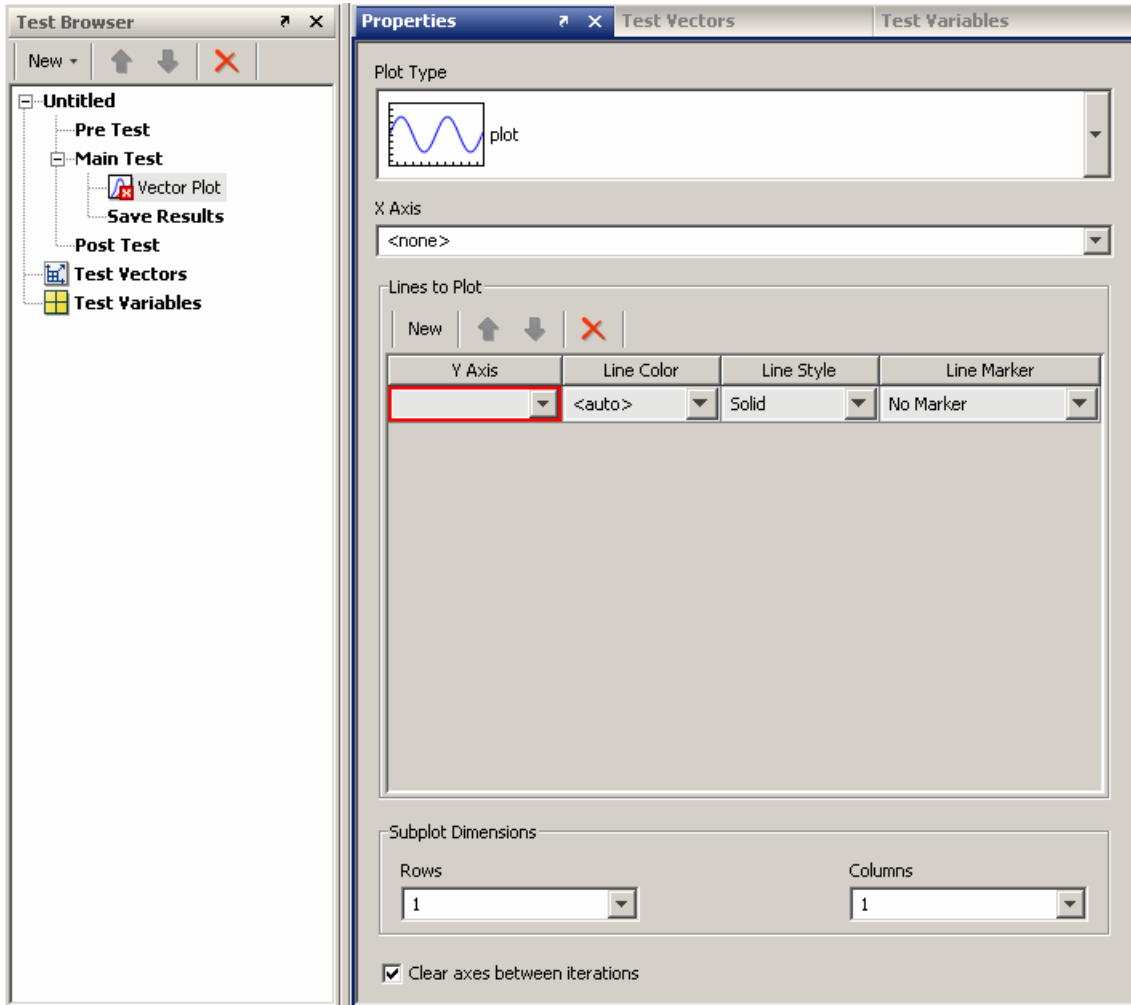 Test Browser
New
Untitled
Pre Test
Main Test
Vector Plot
Save Results
Post Test
Test Vectors
Test Variables
Properties
Test Vectors
Test Variables
Plot Type
plot
X Axis
<none>
Lines to Plot
New
Y Axis Line Color Line Style Line Marker
<auto> Solid No Marker
Subplot Dimensions
Rows Columns
1 1
Clear axes between iterations